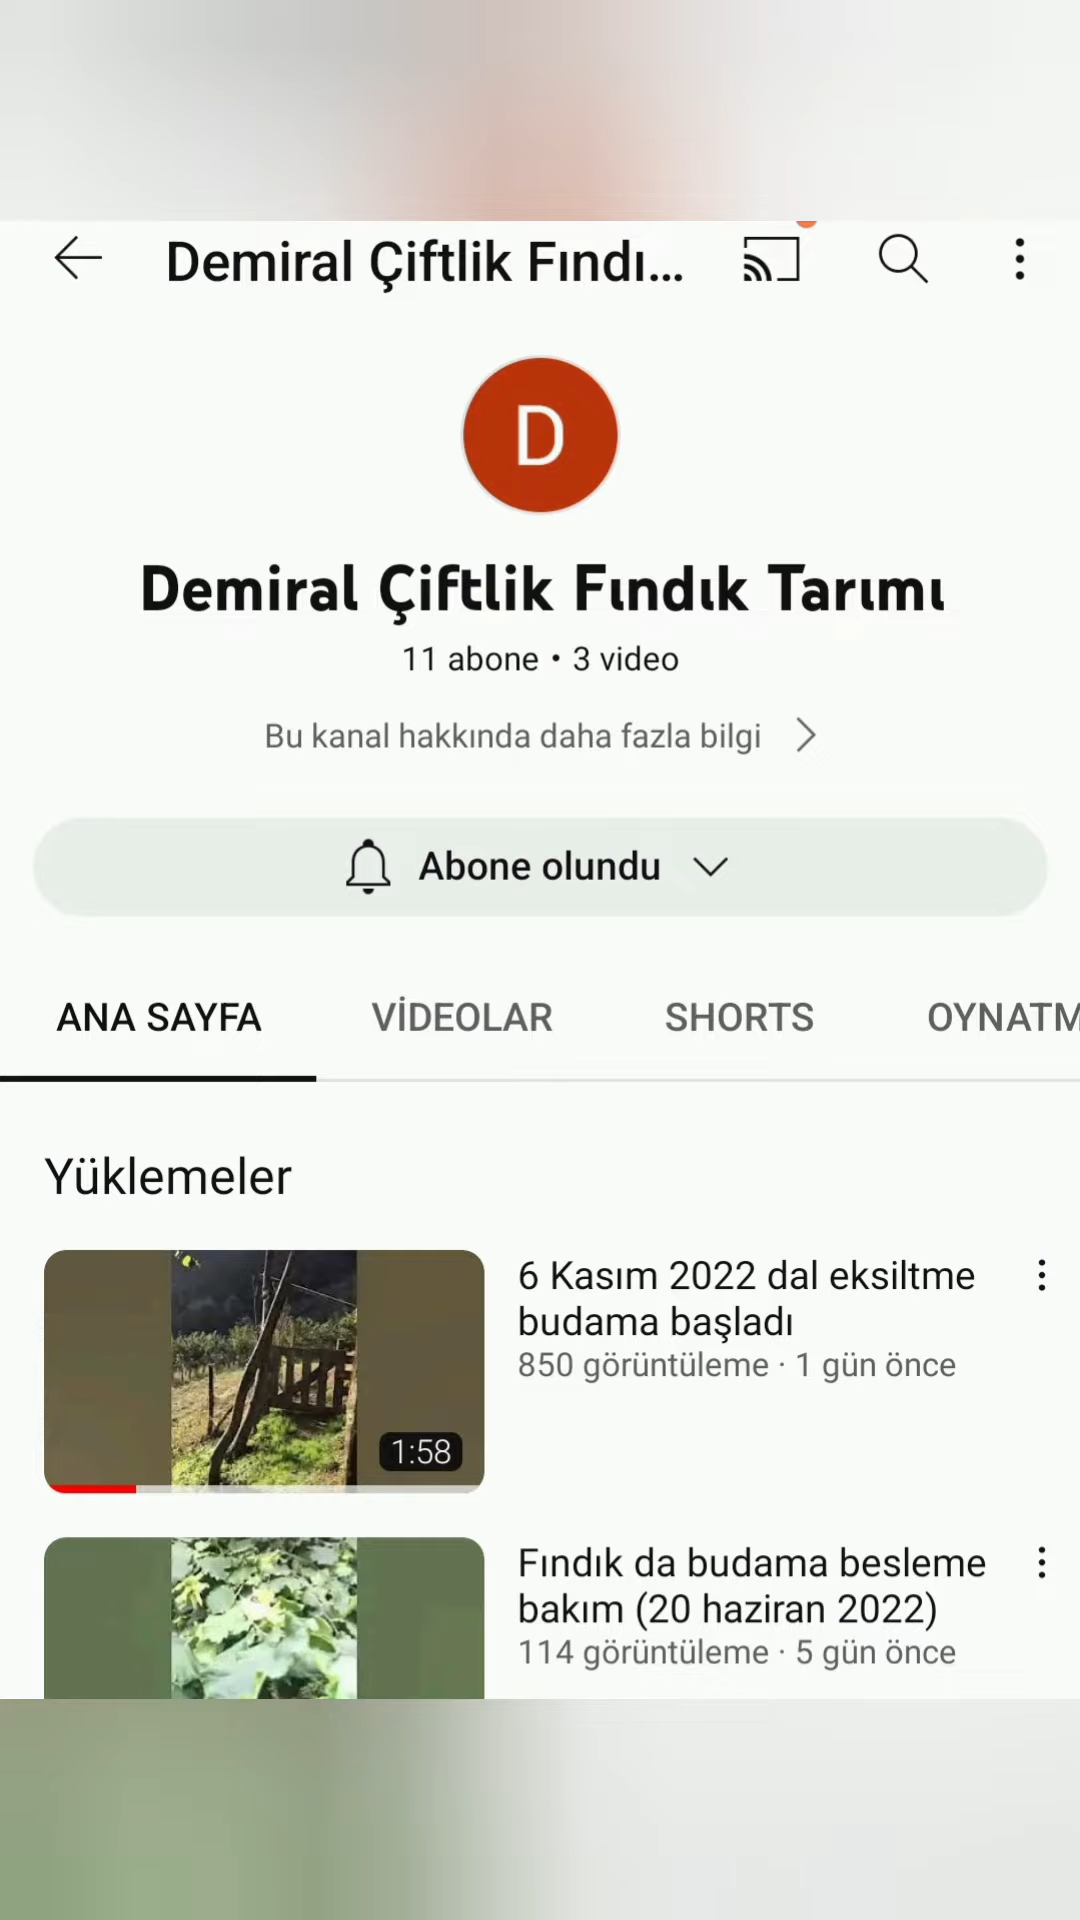 Demiral Çiftlik Fındı...
D
Demiral Çiftlik Fındık Tarımı
11 abone • 3 video
Bu kanal hakkında daha fazla bilgi
Abone olundu
ANA SAYFA VİDEOLAR SHORTS OYNATM
Yüklemeler
6 Kasım 2022 dal eksiltme
budama başladı
850 görüntüleme · 1 gün önce
1:58
Fındık da budama besleme
bakım (20 haziran 2022)
114 görüntüleme · 5 gün önce